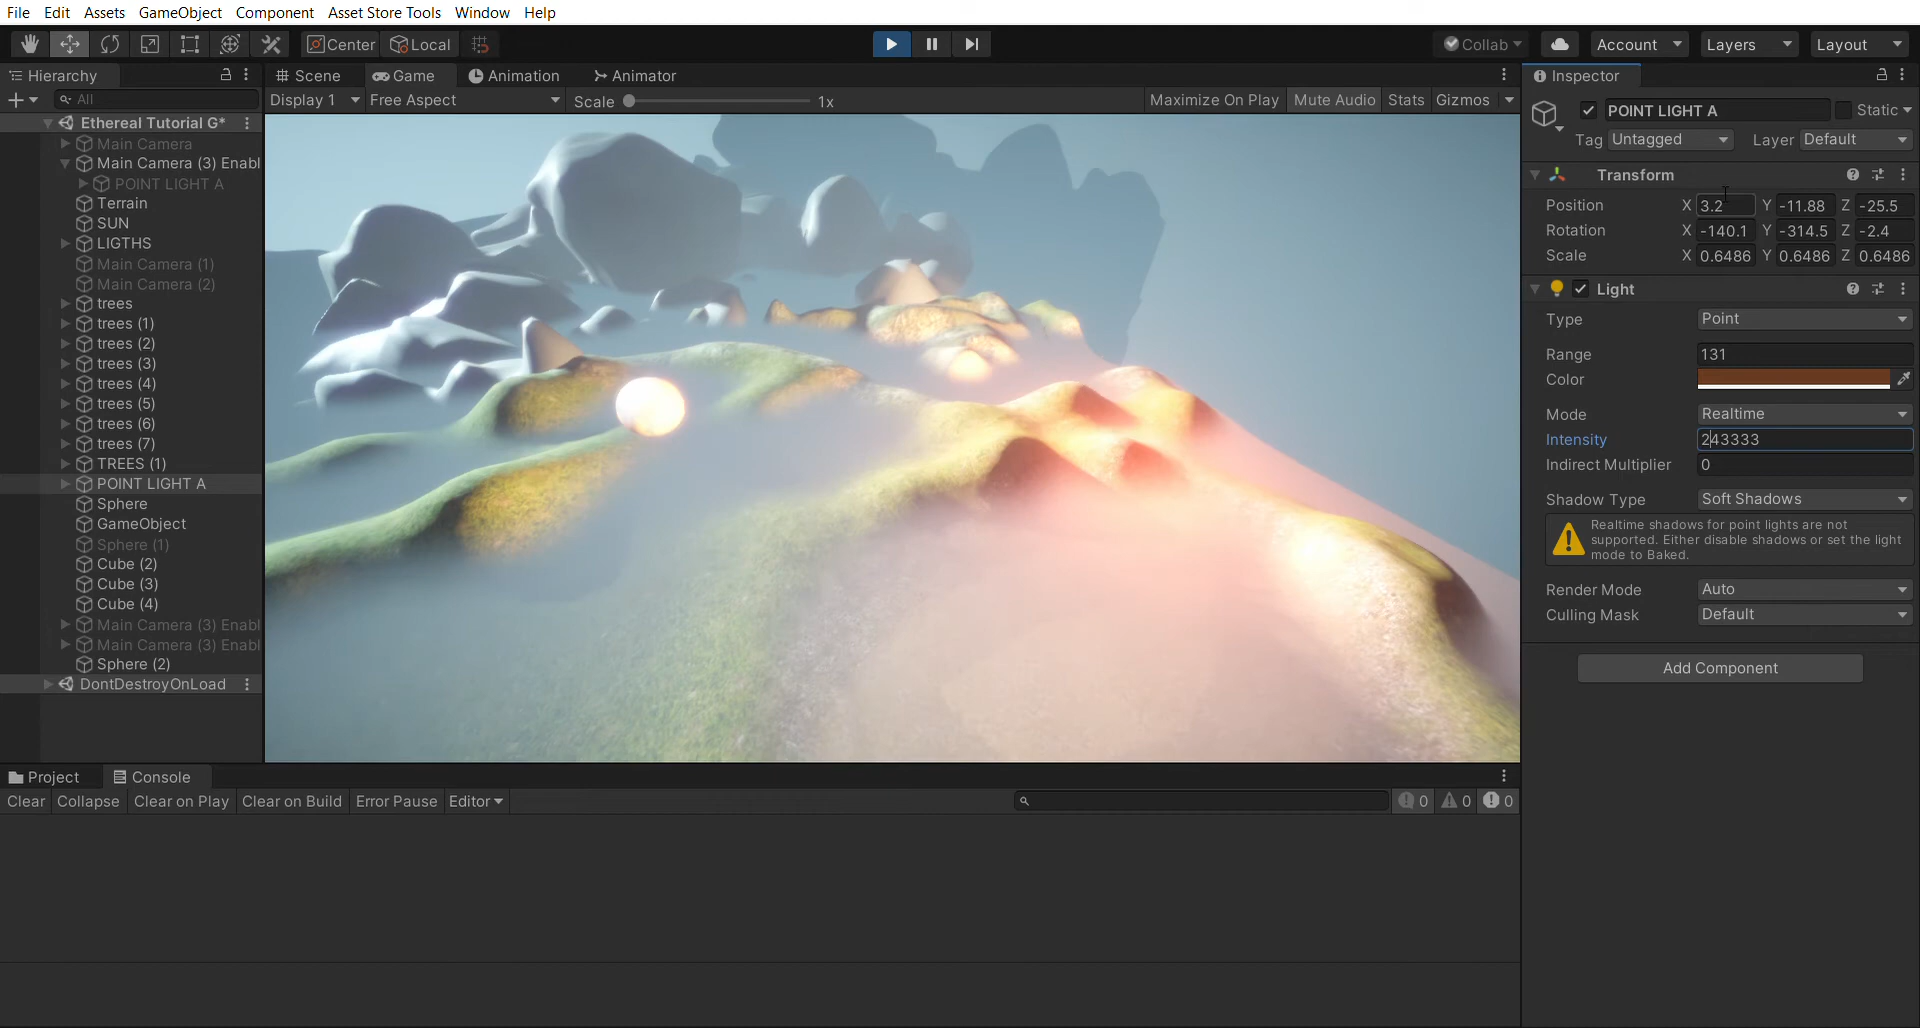 File Edit Assets GameObject Component Asset Store Tools Window Help
Center Local Collab Account Layers Layout
Hierarchy
All
Ethereal Tutorial G*
Main Camera
Main Camera (3) Enabl
POINT LIGHT A
Terrain
SUN
LIGTHS
Main Camera (1)
Main Camera (2)
trees
trees (1)
trees (2)
trees (3)
trees (4)
trees (5)
trees (6)
trees (7)
TREES (1)
POINT LIGHT A
Sphere
GameObject
Sphere (1)
Cube (2)
Cube (3)
Cube (4)
Main Camera (3) Enabl
Main Camera (3) Enabl
Sphere (2)
DontDestroyOnLoad
Scene Game Animation Animator
Display 1 Free Aspect Scale 1x Maximize On Play Mute Audio Stats Gizmos
Inspector
POINT LIGHT A Static
Tag Untagged Layer Default
Transform
Position X 3.2 Y -11.88 Z -25.5
Rotation X -140.1 Y -314.5 Z -2.4
Scale X 0.6486 Y 0.6486 Z 0.6486
Light
Type Point
Range 131
Color
Mode Realtime
Intensity 243333
Indirect Multiplier 0
Shadow Type Soft Shadows
Realtime shadows for point lights are not
supported. Either disable shadows or set the light
mode to Baked.
Render Mode Auto
Culling Mask Default
Add Component
Project Console
Clear Collapse Clear on Play Clear on Build Error Pause Editor 0 0 0